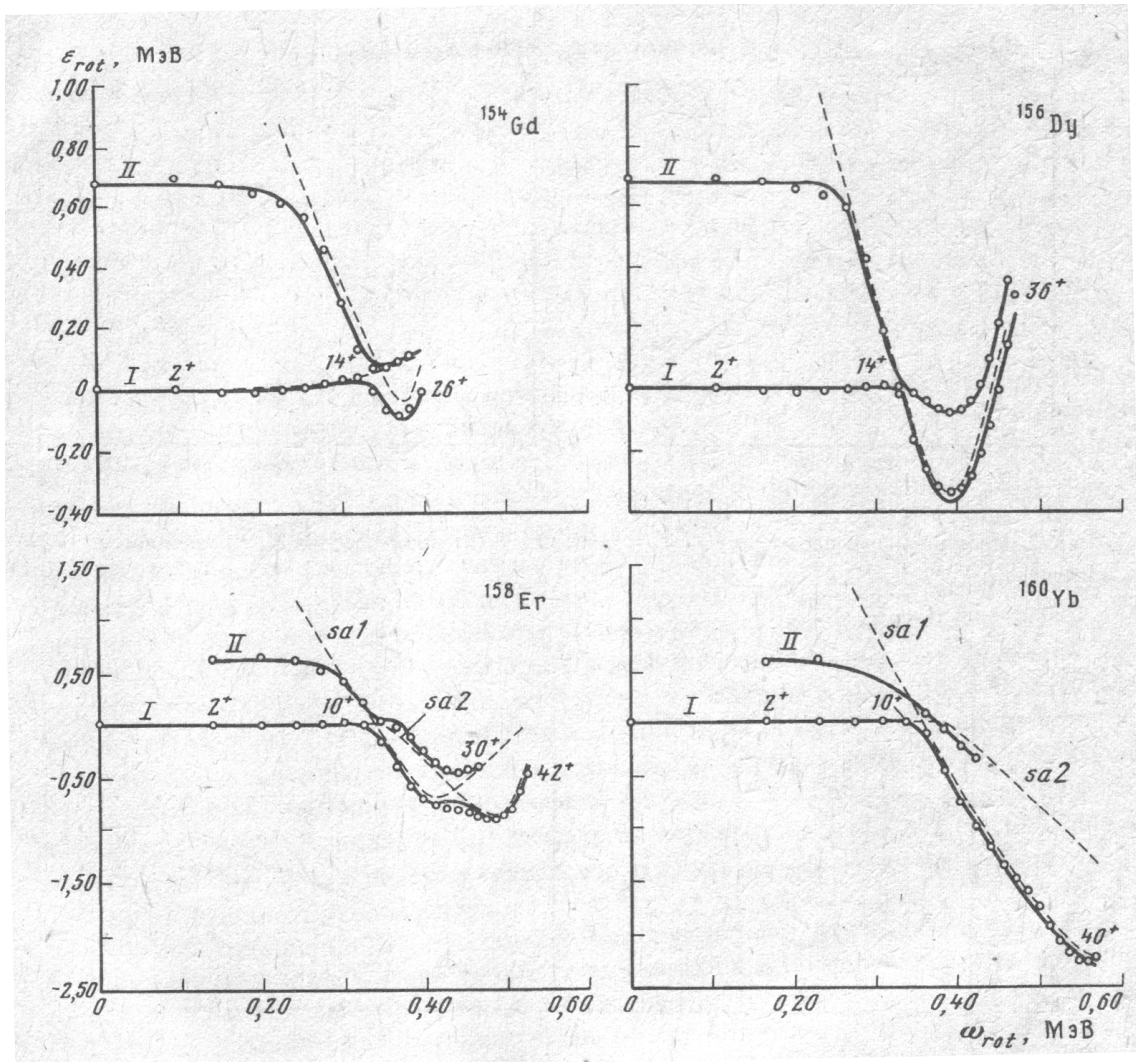 ε_rot, МэВ
1,00
0,80
0,60
0,40
0,20
0
-0,20
-0,40
154Gd
II
I
2+
14+
26+
156Dy
II
I
2+
14+
36+
1,50
0,50
0
-0,50
-1,50
-2,50
158Er
sa1
II
I
2+
10+
sa2
30+
42+
0
0,20
0,40
0,60
160Yb
sa1
II
I
2+
10+
sa2
40+
0,20
0,40
0,60
ω_rot, МэВ